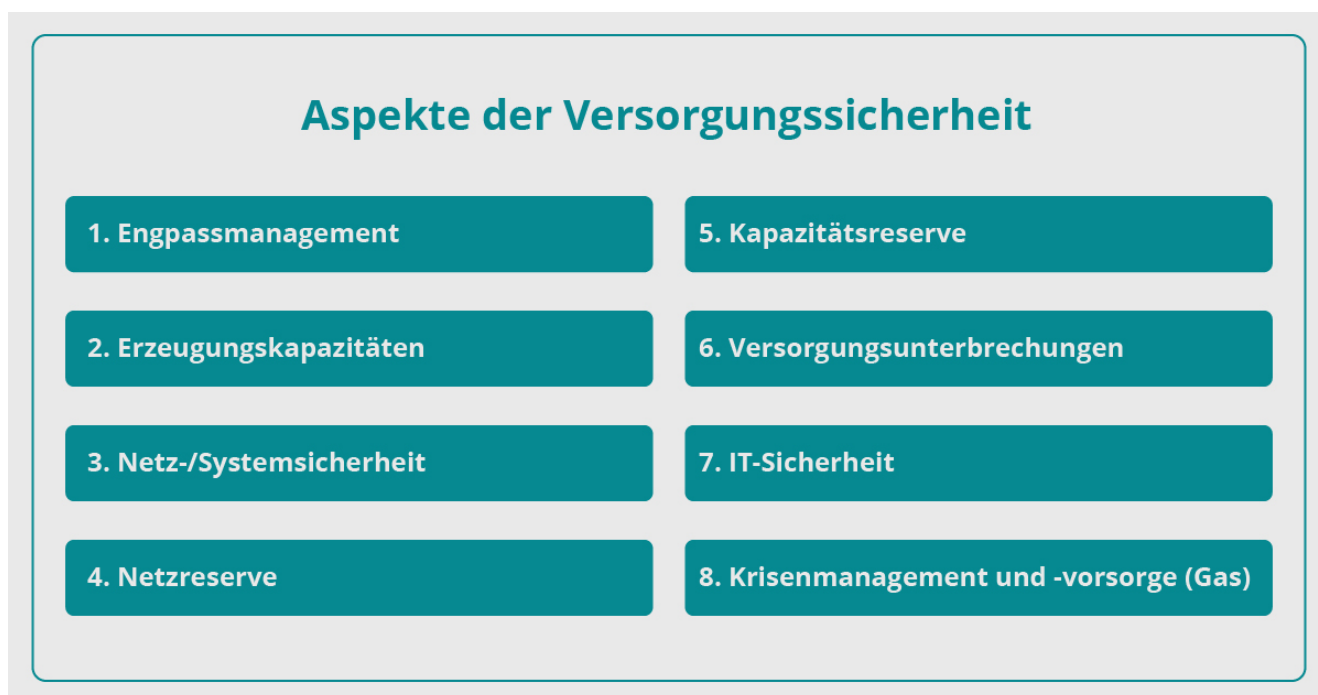 Aspekte der Versorgungssicherheit
1. Engpassmanagement
2. Erzeugungskapazitäten
3. Netz-/Systemsicherheit
4. Netzreserve
5. Kapazitätsreserve
6. Versorgungsunterbrechungen
7. IT-Sicherheit
8. Krisenmanagement und -vorsorge (Gas)